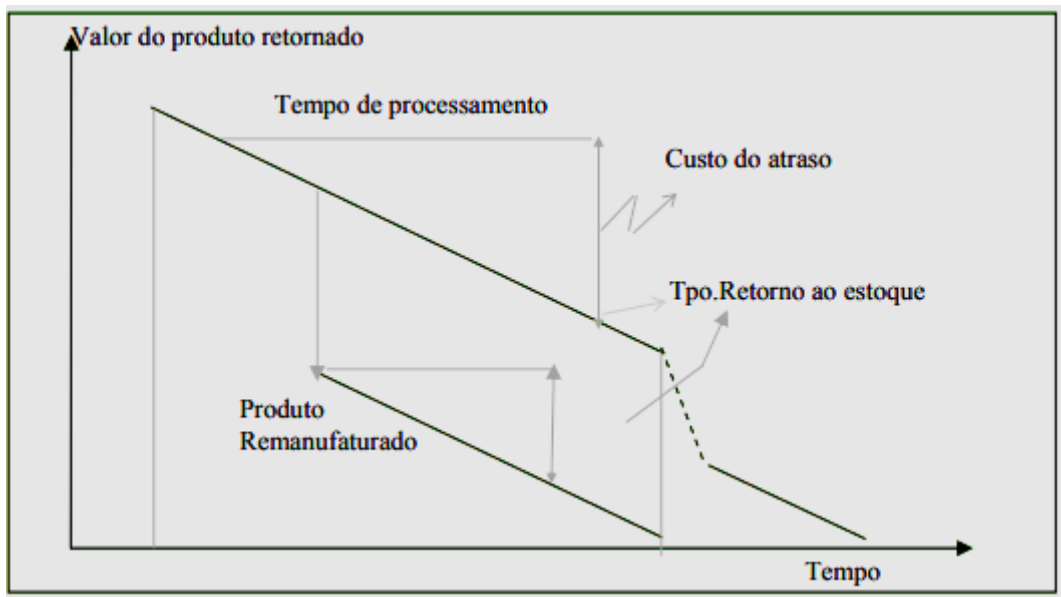 Valor do produto retornado
Tempo de processamento
Custo do atraso
Tpo.Retorno ao estoque
Produto
Remanufaturado
Tempo